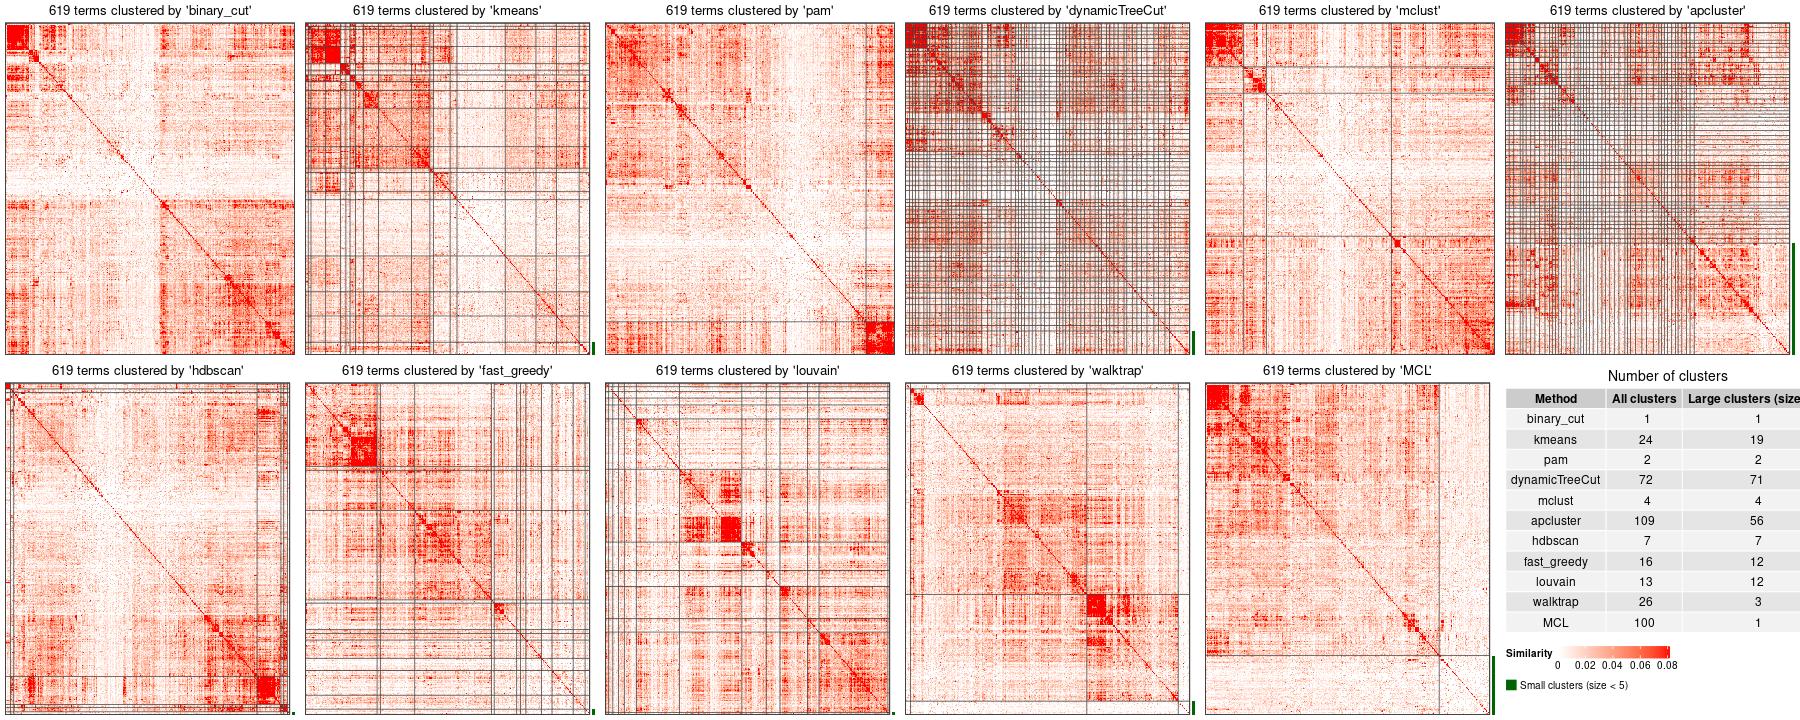 619 terms clustered by 'binary_cut'
619 terms clustered by 'kmeans'
619 terms clustered by 'pam'
619 terms clustered by 'dynamicTreeCut'
619 terms clustered by 'mclust'
619 terms clustered by 'apcluster'
619 terms clustered by 'hdbscan'
619 terms clustered by 'fast_greedy'
619 terms clustered by 'louvain'
619 terms clustered by 'walktrap'
619 terms clustered by 'MCL'
Number of clusters
Method All clusters Large clusters (size
binary_cut 1 1
kmeans 24 19
pam 2 2
dynamicTreeCut 72 71
mclust 4 4
apcluster 109 56
hdbscan 7 7
fast_greedy 16 12
louvain 13 12
walktrap 26 3
MCL 100 1
Similarity
0 0.02 0.04 0.06 0.08
Small clusters (size < 5)